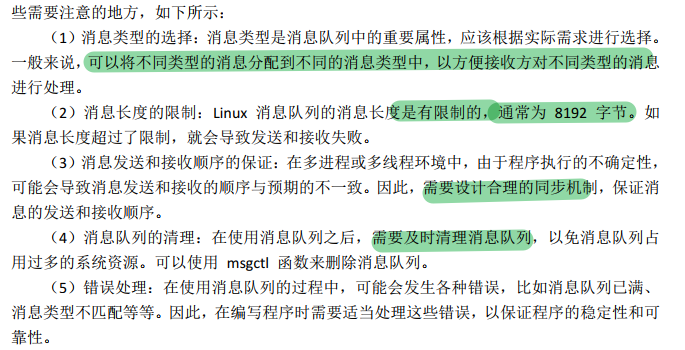 些需要注意的地方，如下所示：
（1）消息类型的选择：消息类型是消息队列中的重要属性，应该根据实际需求进行选择。
一般来说，可以将不同类型的消息分配到不同的消息类型中，以方便接收方对不同类型的消息
进行处理。
（2）消息长度的限制：Linux 消息队列的消息长度是有限制的，通常为 8192 字节。如
果消息长度超过了限制，就会导致发送和接收失败。
（3）消息发送和接收顺序的保证：在多进程或多线程环境中，由于程序执行的不确定性，
可能会导致消息发送和接收的顺序与预期的不一致。因此，需要设计合理的同步机制，保证消
息的发送和接收顺序。
（4）消息队列的清理：在使用消息队列之后，需要及时清理消息队列，以免消息队列占
用过多的系统资源。可以使用 msgctl 函数来删除消息队列。
（5）错误处理：在使用消息队列的过程中，可能会发生各种错误，比如消息队列已满、
消息类型不匹配等等。因此，在编写程序时需要适当处理这些错误，以保证程序的稳定性和可
靠性。